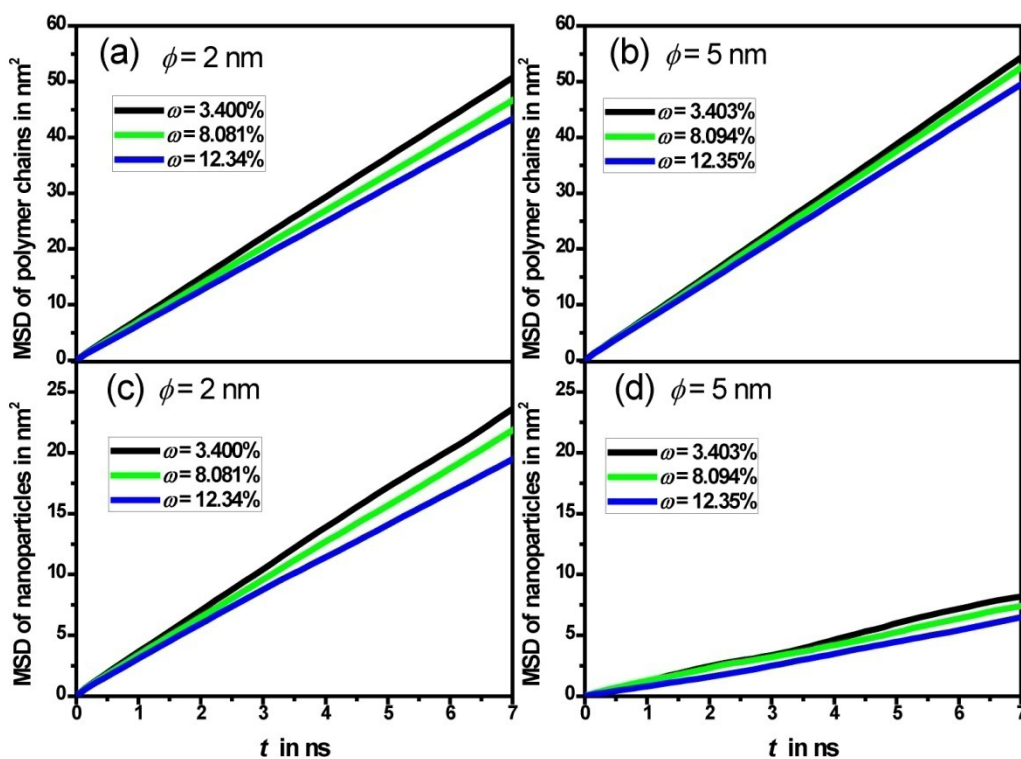 (a) ϕ = 2 nm
ω = 3.400%
ω = 8.081%
ω = 12.34%
MSD of polymer chains in nm²
60
50
40
30
20
10
0
(b) ϕ = 5 nm
ω = 3.403%
ω = 8.094%
ω = 12.35%
MSD of polymer chains in nm²
60
50
40
30
20
10
0
(c) ϕ = 2 nm
ω = 3.400%
ω = 8.081%
ω = 12.34%
MSD of nanoparticles in nm²
25
20
15
10
5
0
0 1 2 3 4 5 6 7
t in ns
(d) ϕ = 5 nm
ω = 3.403%
ω = 8.094%
ω = 12.35%
MSD of nanoparticles in nm²
25
20
15
10
5
0
0 1 2 3 4 5 6 7
t in ns